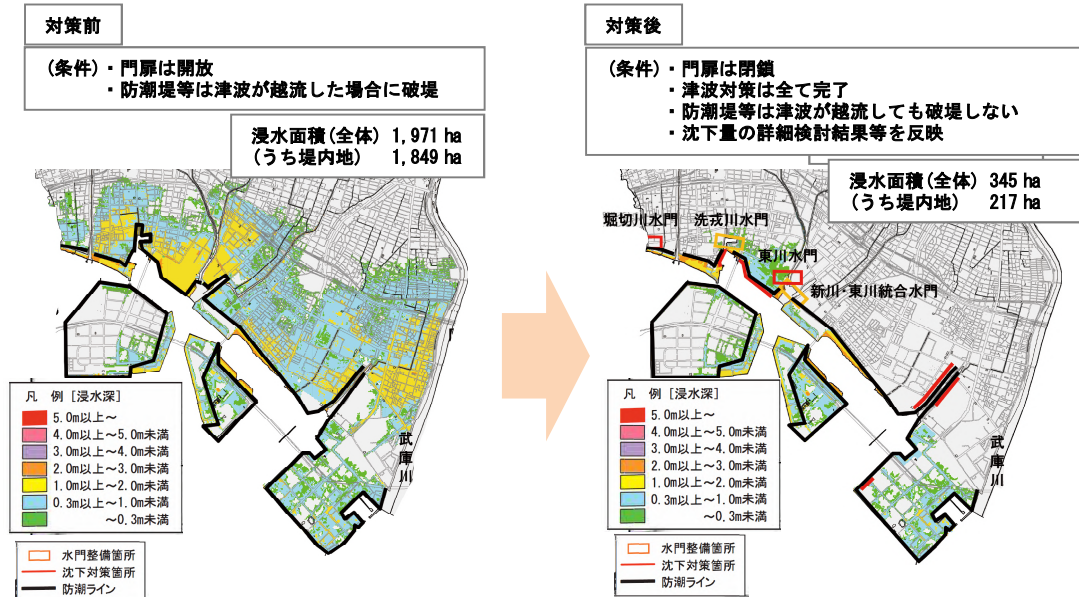 対策前
(条件)・門扉は開放
・防潮堤等は津波が越流した場合に破堤
浸水面積(全体) 1,971 ha
(うち堤内地) 1,849 ha
武庫川
凡 例 [浸水深]
5.0m以上～
4.0m以上～5.0m未満
3.0m以上～4.0m未満
2.0m以上～3.0m未満
1.0m以上～2.0m未満
0.3m以上～1.0m未満
～0.3m未満
水門整備箇所
沈下対策箇所
防潮ライン
対策後
(条件)・門扉は閉鎖
・津波対策は全て完了
・防潮堤等は津波が越流しても破堤しない
・沈下量の詳細検討結果等を反映
浸水面積(全体) 345 ha
(うち堤内地) 217 ha
堀切川水門
洗戎川水門
東川水門
新川・東川統合水門
武庫川
凡 例 [浸水深]
5.0m以上～
4.0m以上～5.0m未満
3.0m以上～4.0m未満
2.0m以上～3.0m未満
1.0m以上～2.0m未満
0.3m以上～1.0m未満
～0.3m未満
水門整備箇所
沈下対策箇所
防潮ライン